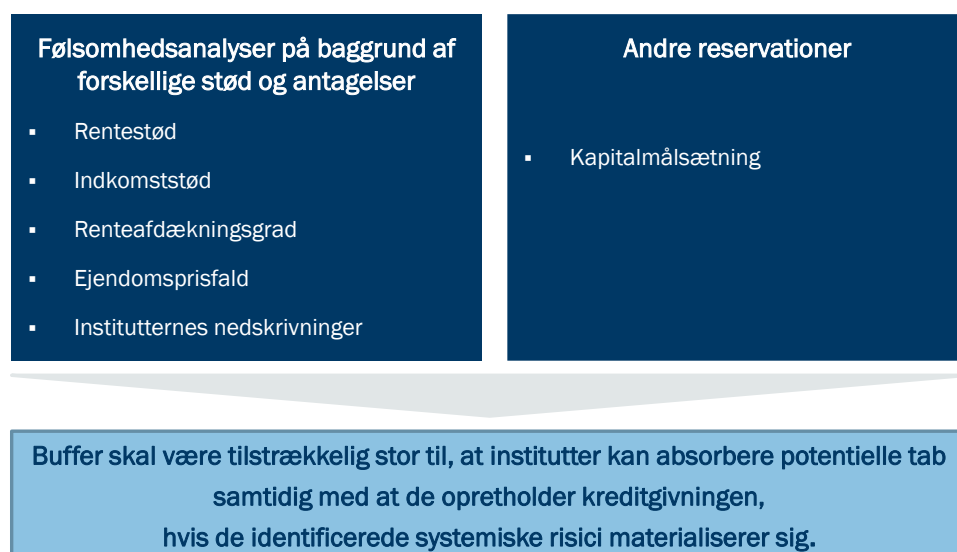 Følsomhedsanalyser på baggrund af
forskellige stød og antagelser
▪ Rentestød
▪ Indkomststød
▪ Renteafdækningsgrad
▪ Ejendomsprisfald
▪ Institutternes nedskrivninger
Andre reservationer
▪ Kapitalmålsætning
Buffer skal være tilstrækkelig stor til, at institutter kan absorbere potentielle tab
samtidig med at de opretholder kreditgivningen,
hvis de identificerede systemiske risici materialiserer sig.